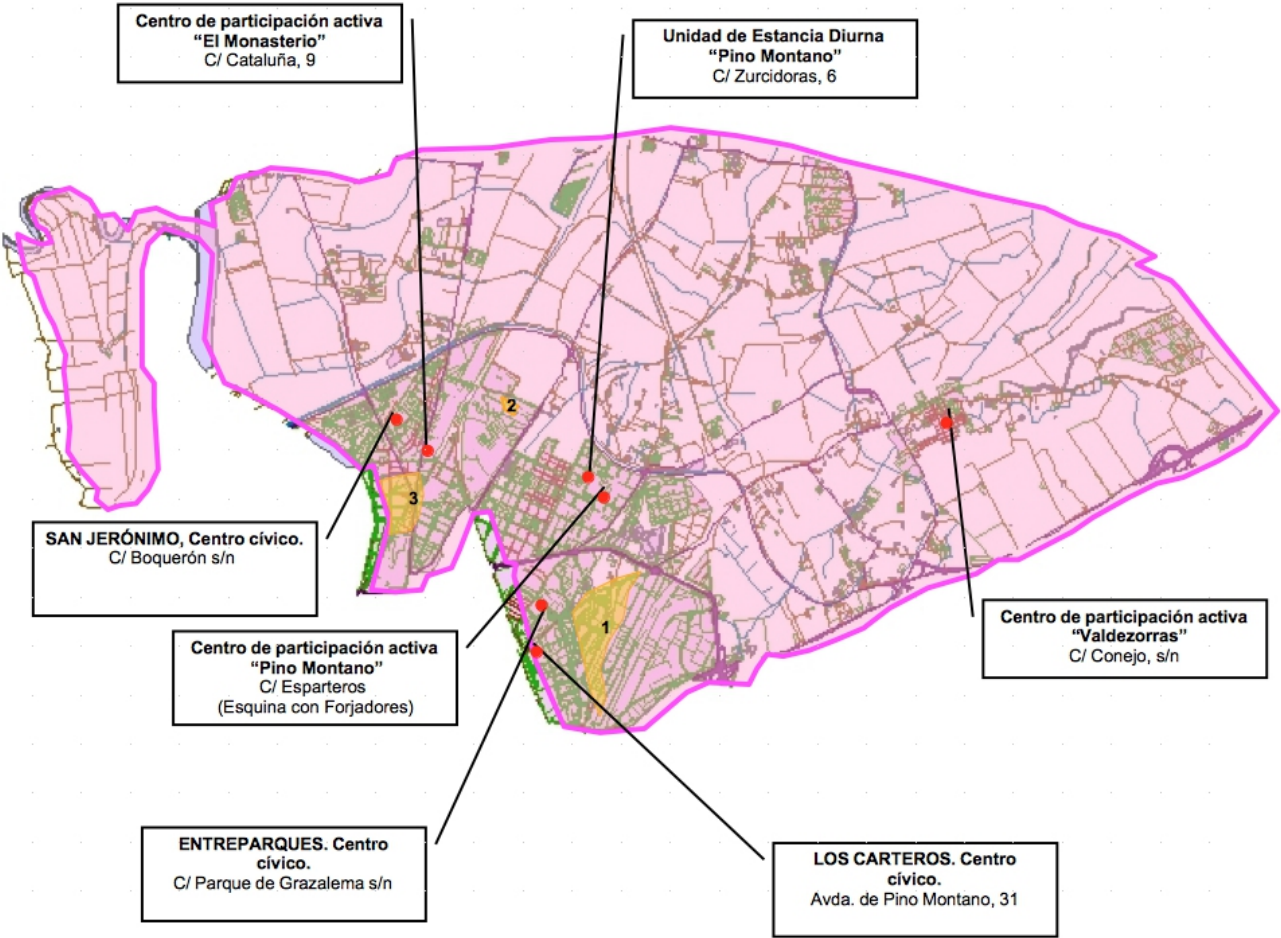 Centro de participación activa
“El Monasterio”
C/ Cataluña, 9
Unidad de Estancia Diurna
“Pino Montano”
C/ Zurcidoras, 6
2
3
SAN JERÓNIMO, Centro cívico.
C/ Boquerón s/n
1
Centro de participación activa
“Pino Montano”
C/ Esparteros
(Esquina con Forjadores)
Centro de participación activa
“Valdezorras”
C/ Conejo, s/n
ENTREPARQUES. Centro
cívico.
C/ Parque de Grazalema s/n
LOS CARTEROS. Centro
cívico.
Avda. de Pino Montano, 31